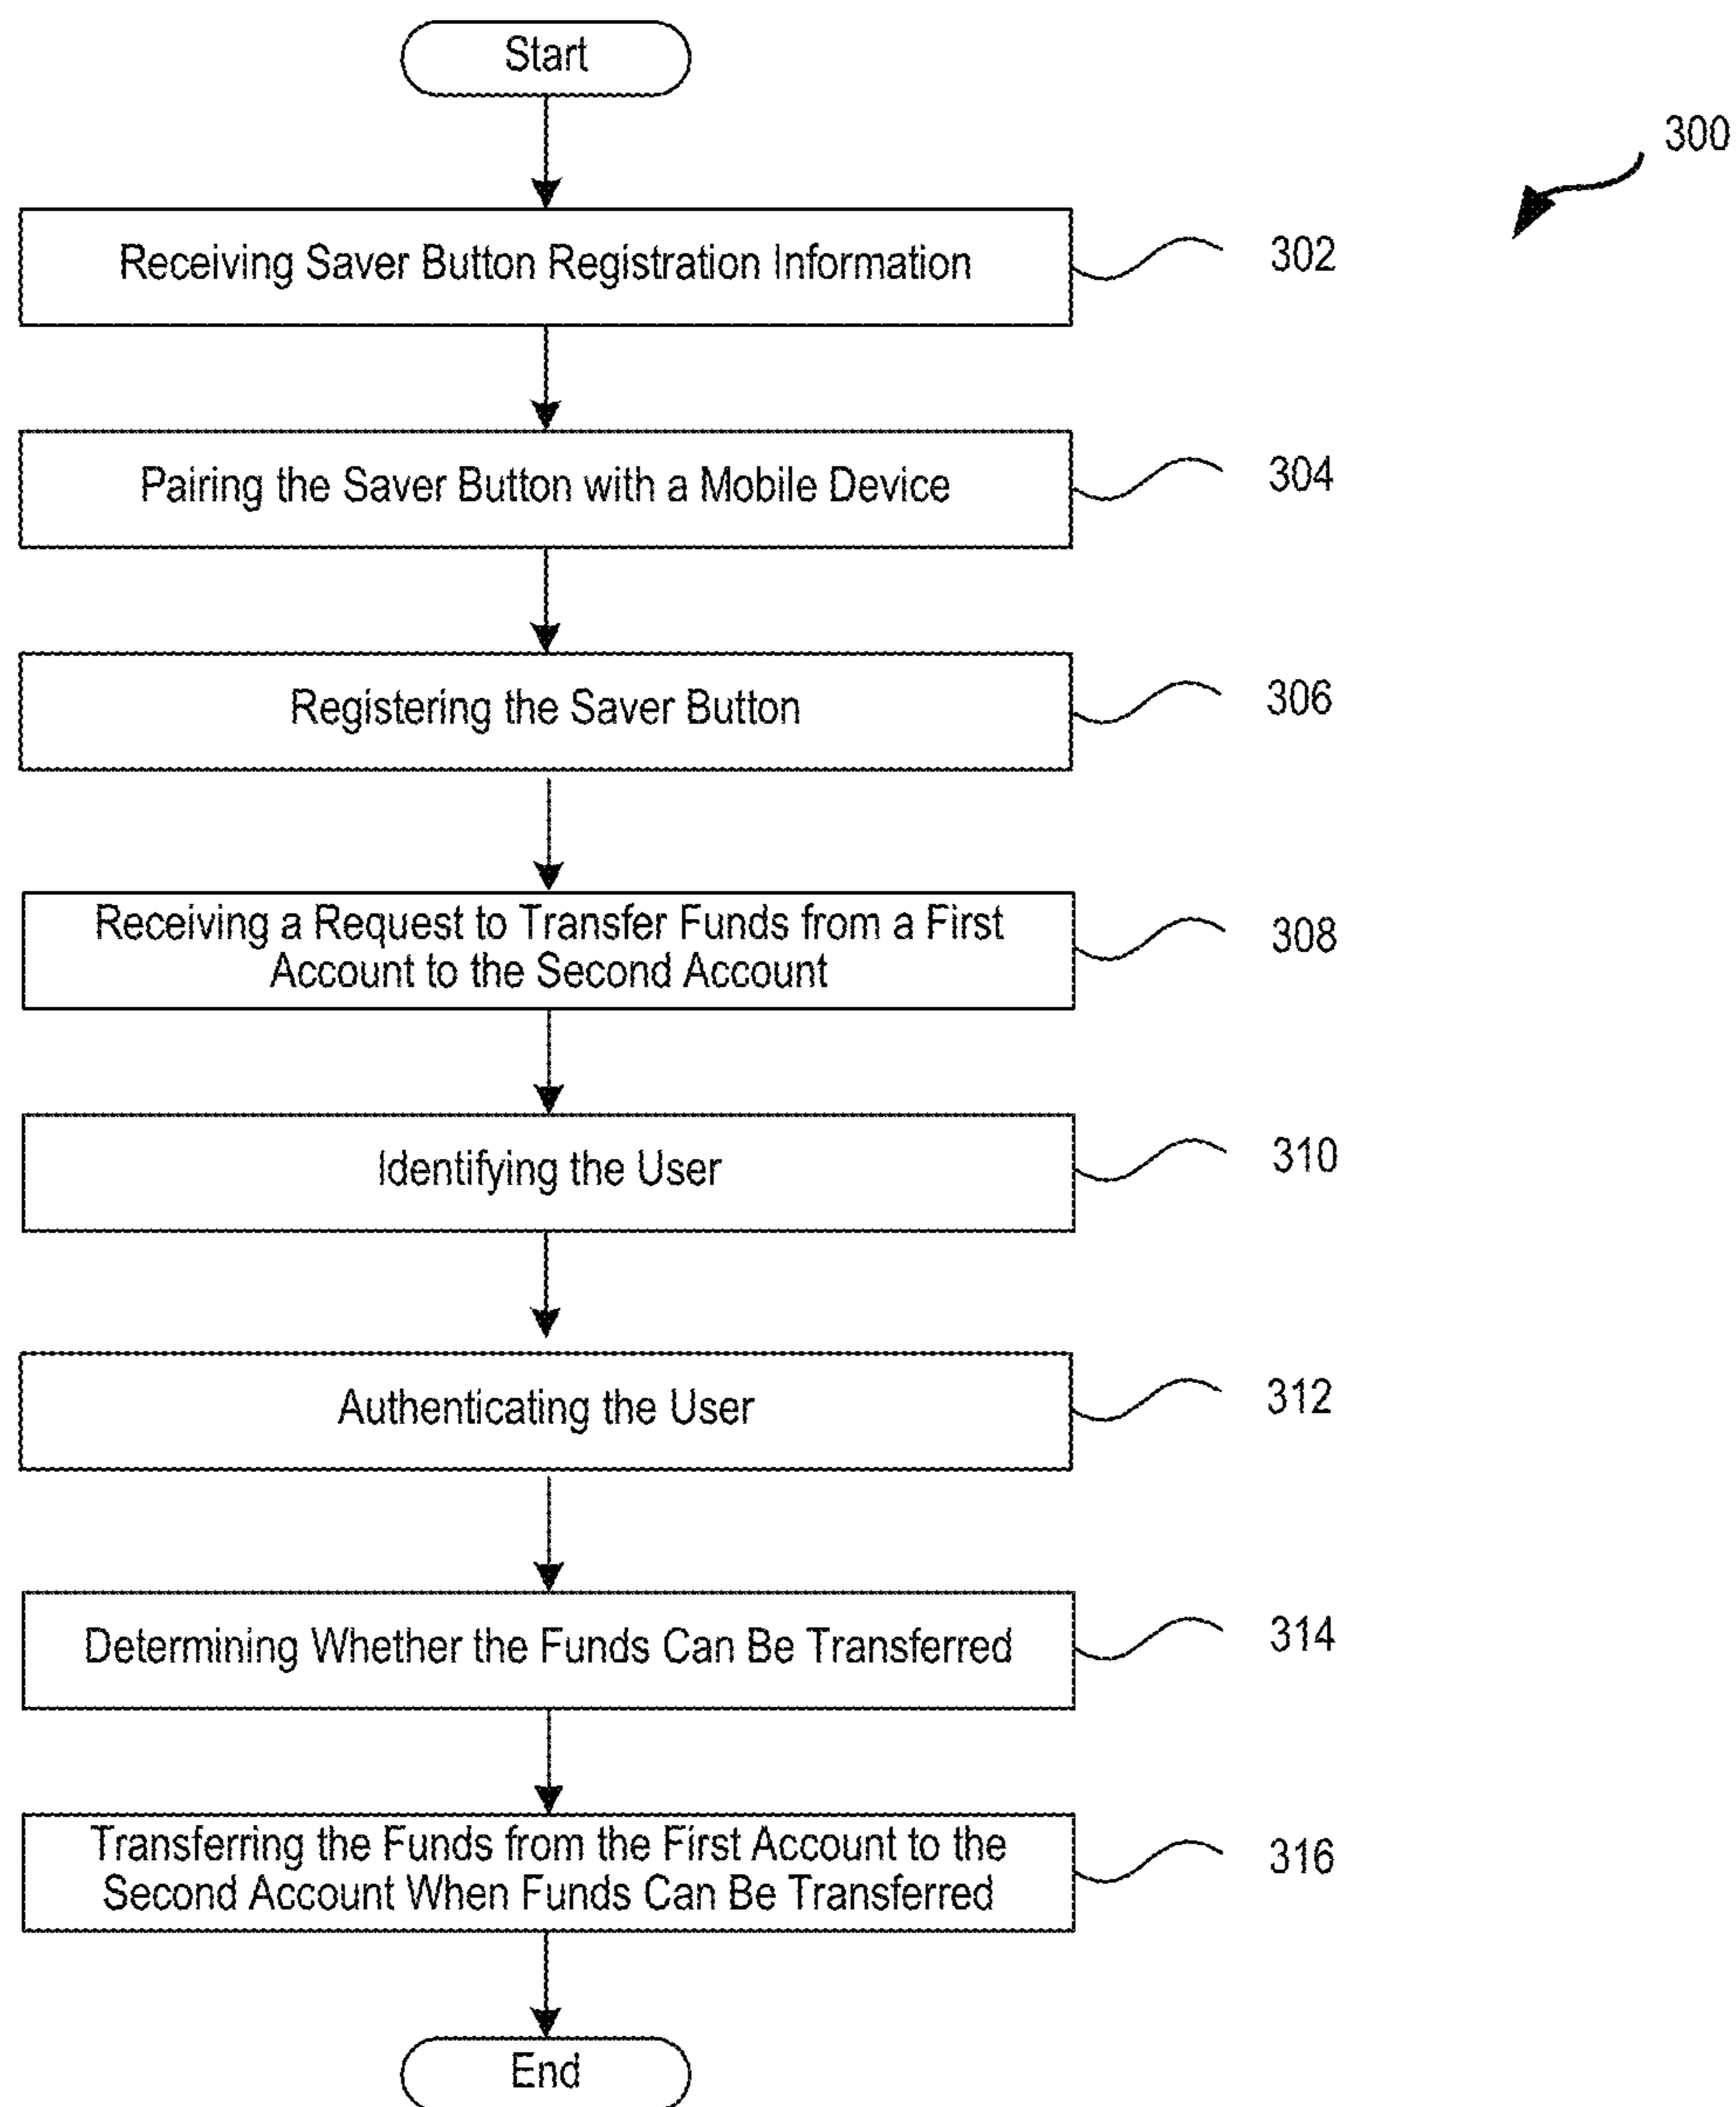 Start
300
Receiving Saver Button Registration Information
302
Pairing the Saver Button with a Mobile Device
304
Registering the Saver Button
306
Receiving a Request to Transfer Funds from a First
Account to the Second Account
308
Identifying the User
310
Authenticating the User
312
Determining Whether the Funds Can Be Transferred
314
Transferring the Funds from the First Account to the
Second Account When Funds Can Be Transferred
316
End